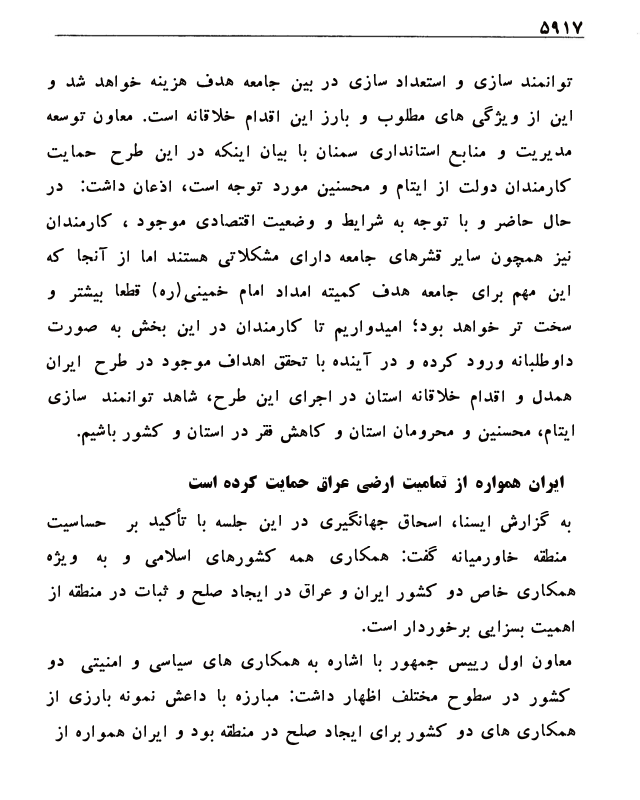 ۵۹۱۷
توانمند سازی و استعداد سازی در بین جامعه هدف هزینه خواهد شد و
این از ویژگی های مطلوب و بارز این اقدام خلاقانه است. معاون توسعه
مدیریت و منابع استانداری سمنان با بیان اینکه در این طرح حمایت
کارمندان دولت از ایتام و محسنین مورد توجه است، اذعان داشت: در
حال حاضر و با توجه به شرایط و وضعیت اقتصادی موجود ، کارمندان
نیز همچون سایر قشرهای جامعه دارای مشکلاتی هستند اما از آنجا که
این مهم برای جامعه هدف کمیته امداد امام خمینی(ره) قطعا بیشتر و
سخت تر خواهد بود؛ امیدواریم تا کارمندان در این بخش به صورت
داوطلبانه ورود کرده و در آینده با تحقق اهداف موجود در طرح ایران
همدل و اقدام خلاقانه استان در اجرای این طرح، شاهد توانمند سازی
ایتام، محسنین و محرومان استان و کاهش فقر در استان و کشور باشیم.
ایران همواره از تمامیت ارضی عراق حمایت کرده است
به گزارش ایسنا، اسحاق جهانگیری در این جلسه با تأکید بر حساسیت
منطقه خاورمیانه گفت: همکاری همه کشورهای اسلامی و به ویژه
همکاری خاص دو کشور ایران و عراق در ایجاد صلح و ثبات در منطقه از
اهمیت بسزایی برخوردار است.
معاون اول رییس جمهور با اشاره به همکاری های سیاسی و امنیتی دو
کشور در سطوح مختلف اظهار داشت: مبارزه با داعش نمونه بارزی از
همکاری های دو کشور برای ایجاد صلح در منطقه بود و ایران همواره از